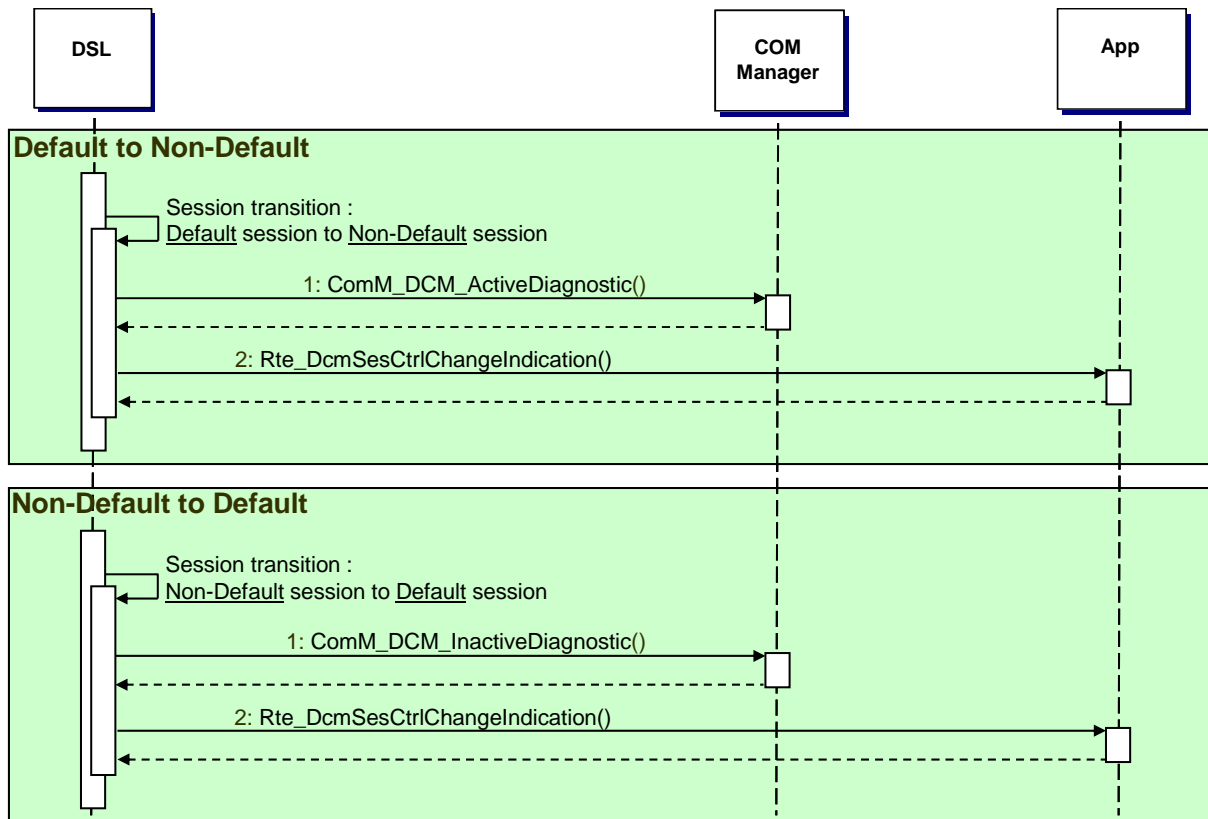 DSL
COM
Manager
App
Default to Non-Default
Session transition :
Default session to Non-Default session
1: ComM_DCM_ActiveDiagnostic()
2: Rte_DcmSesCtrlChangeIndication()
Non-Default to Default
Session transition :
Non-Default session to Default session
1: ComM_DCM_InactiveDiagnostic()
2: Rte_DcmSesCtrlChangeIndication()